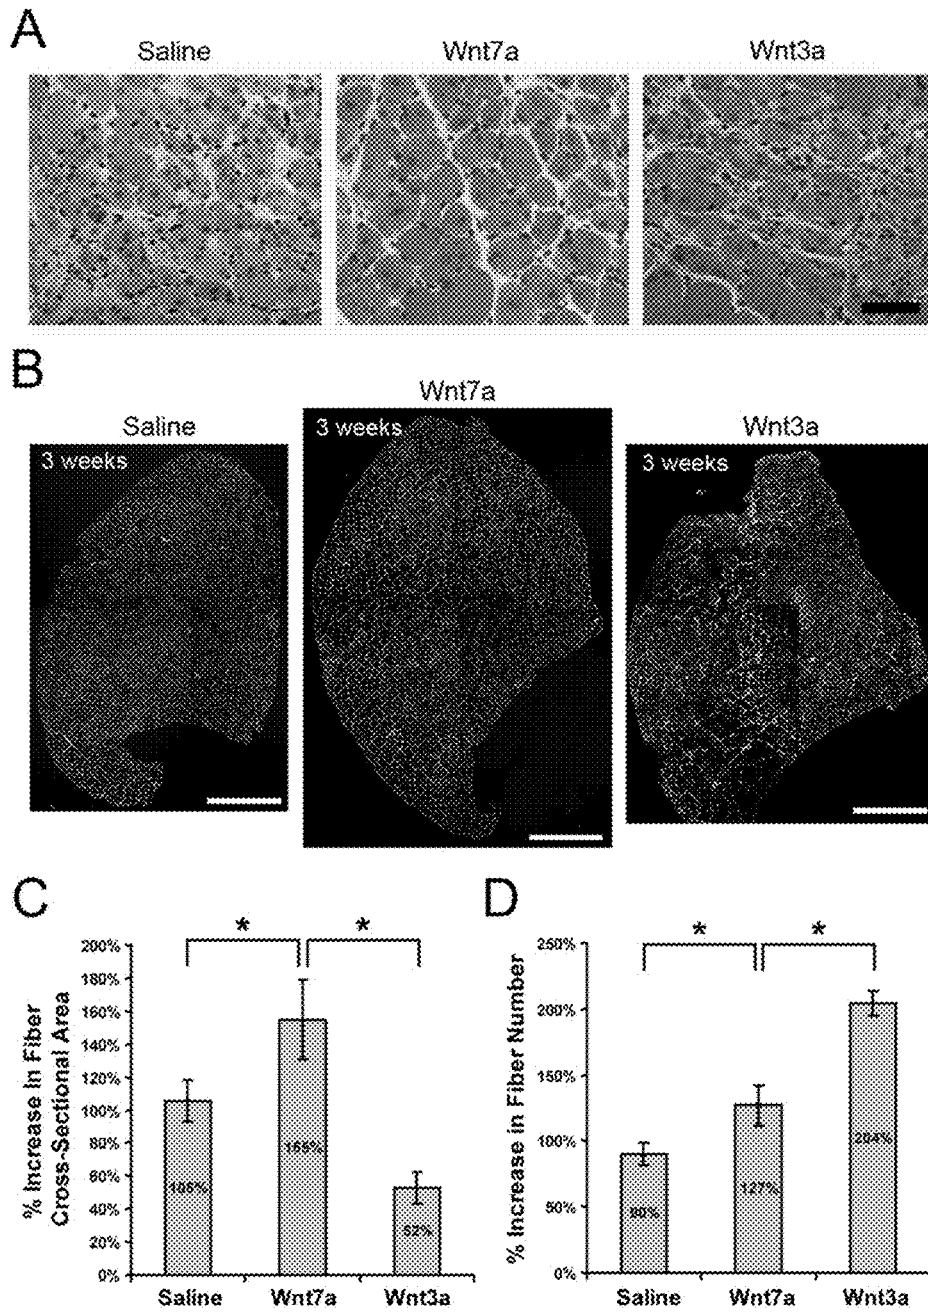 A
Saline
Wnt7a
Wnt3a
B
Saline
Wnt7a
Wnt3a
3 weeks
3 weeks
3 weeks
C
% Increase in Fiber
Cross-Sectional Area
200%
180%
160%
140%
120%
100%
80%
60%
40%
20%
0%
*
*
105%
155%
52%
Saline
Wnt7a
Wnt3a
D
% Increase in Fiber Number
250%
200%
150%
100%
50%
0%
*
*
90%
127%
204%
Saline
Wnt7a
Wnt3a